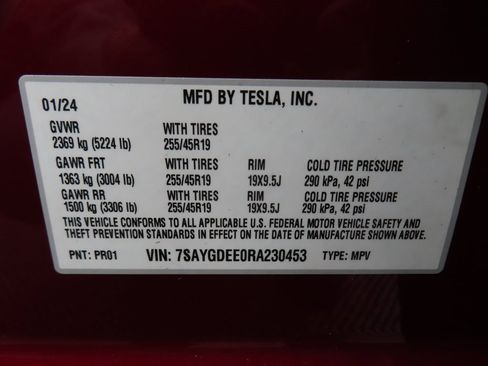 01/24 MFD BY TESLA, INC.
GVWR WITH TIRES
2369 kg (5224 lb) 255/45R19
GAWR FRT WITH TIRES RIM COLD TIRE PRESSURE
1363 kg (3004 lb) 255/45R19 19X9.5J 290 kPa, 42 psi
GAWR RR WITH TIRES RIM COLD TIRE PRESSURE
1500 kg (3306 lb) 255/45R19 19X9.5J 290 kPa, 42 psi
THIS VEHICLE CONFORMS TO ALL APPLICABLE U.S. FEDERAL MOTOR VEHICLE SAFETY AND
THEFT PREVENTION STANDARDS IN EFFECT ON THE DATE OF MANUFACTURE SHOWN ABOVE.
PNT: PR01 VIN: 7SAYGDEE0RA230453 TYPE: MPV